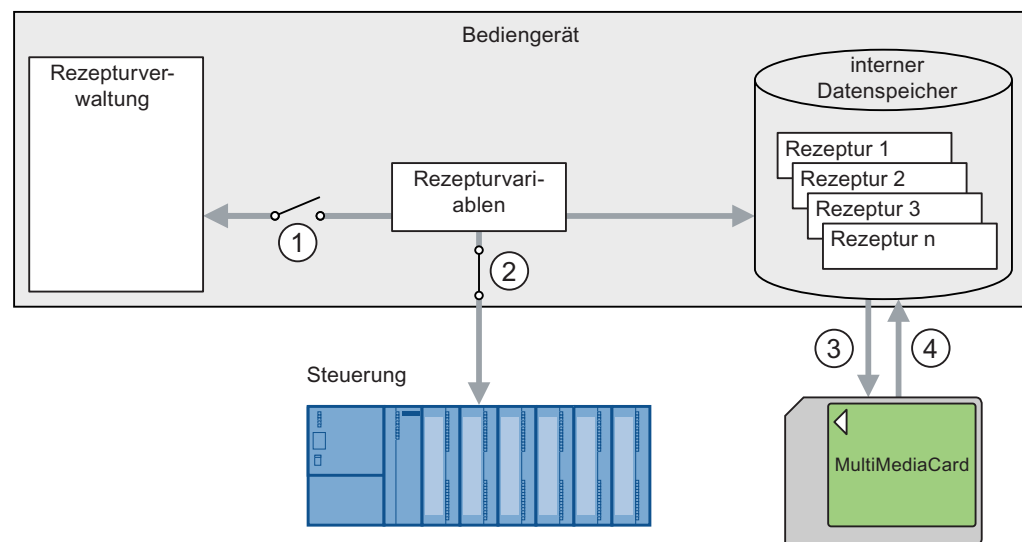 Bediengerät
Rezepturver-
waltung
interner
Datenspeicher
Rezeptur 1
Rezeptur 2
Rezeptur 3
Rezeptur n
Rezepturvari-
ablen
1
2
3
4
Steuerung
MultiMediaCard